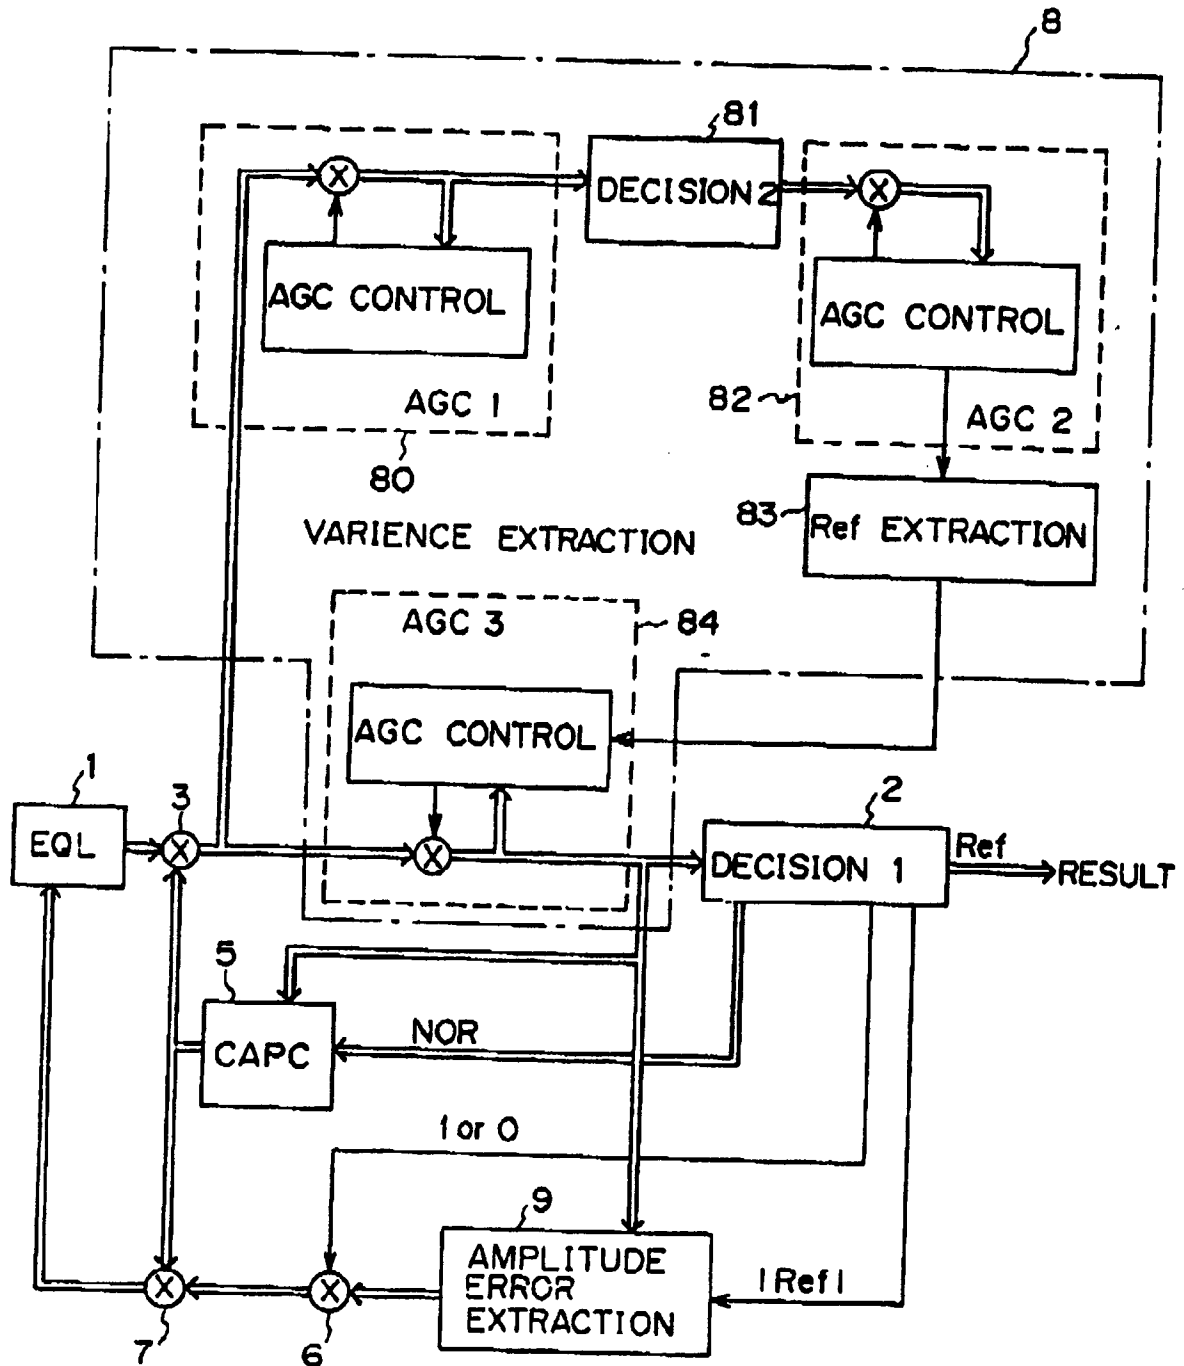 8
81
DECISION 2
X
X
AGC CONTROL
AGC CONTROL
AGC 1
82
AGC 2
80
83
Ref EXTRACTION
VARIENCE EXTRACTION
AGC 3
84
AGC CONTROL
1
3
2
EQL
X
X
DECISION 1
Ref
RESULT
5
CAPC
NOR
1 or 0
9
AMPLITUDE
ERROR
EXTRACTION
|Ref|
X
X
7
6